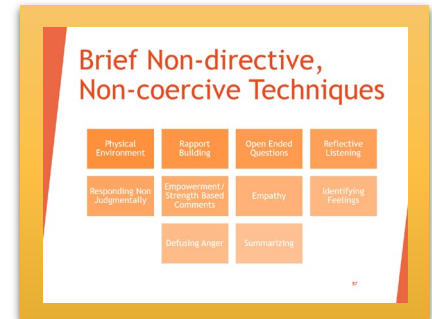 Brief Non-directive,
Non-coercive Techniques
Physical
Environment
Rapport
Building
Open Ended
Questions
Reflective
Listening
Responding Non
Judgmentally
Empowerment/
Strength Based
Comments
Empathy
Identifying
Feelings
Defusing Anger
Summarizing